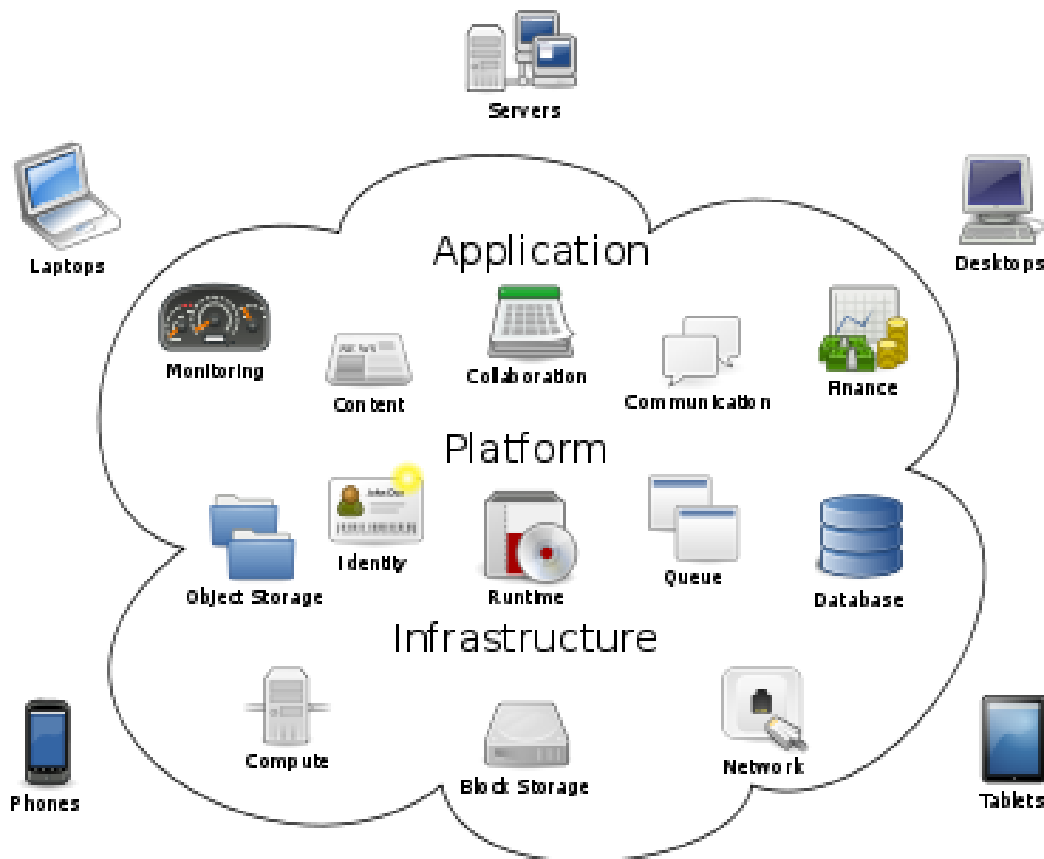 Servers
Laptops
Desktops
Application
Monitoring
Content
Collaboration
Communication
Finance
Platform
Object Storage
Identity
Runtime
Queue
Database
Infrastructure
Compute
Block Storage
Network
Phones
Tablets